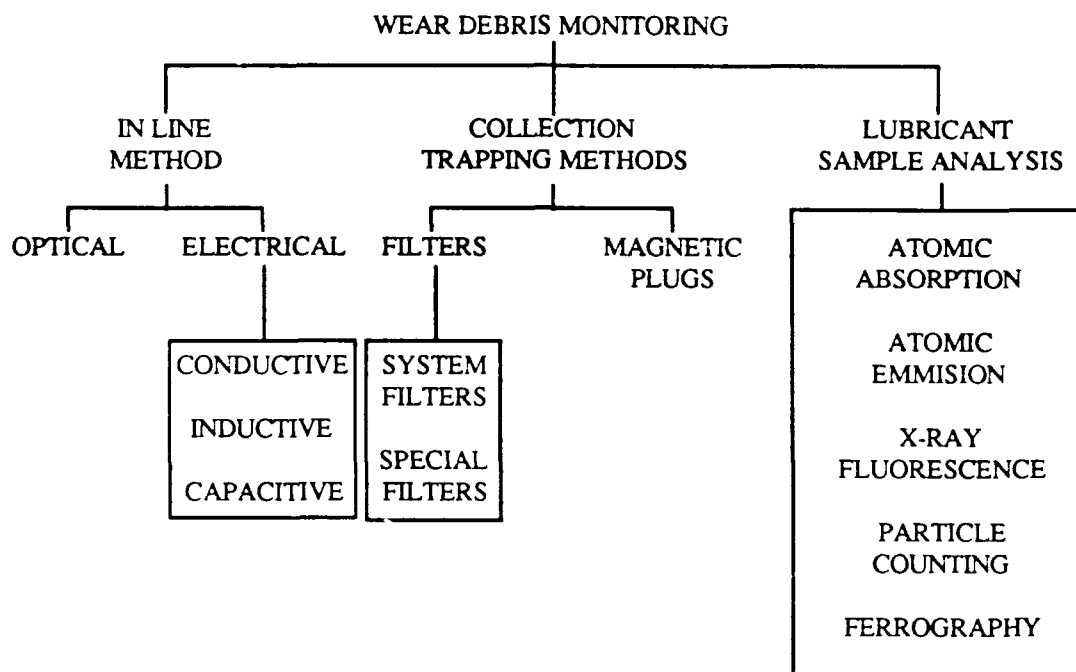 WEAR DEBRIS MONITORING
IN LINE
METHOD
COLLECTION
TRAPPING METHODS
LUBRICANT
SAMPLE ANALYSIS
OPTICAL
ELECTRICAL
FILTERS
MAGNETIC
PLUGS
CONDUCTIVE
INDUCTIVE
CAPACITIVE
SYSTEM
FILTERS
SPECIAL
FILTERS
ATOMIC
ABSORPTION
ATOMIC
EMMISION
X-RAY
FLUORESCENCE
PARTICLE
COUNTING
FERROGRAPHY